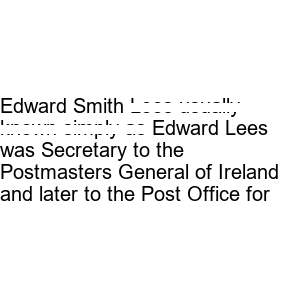 Edward Smith
Edward Lees
was Secretary to the
Postmasters General of Ireland
and later to the Post Office for